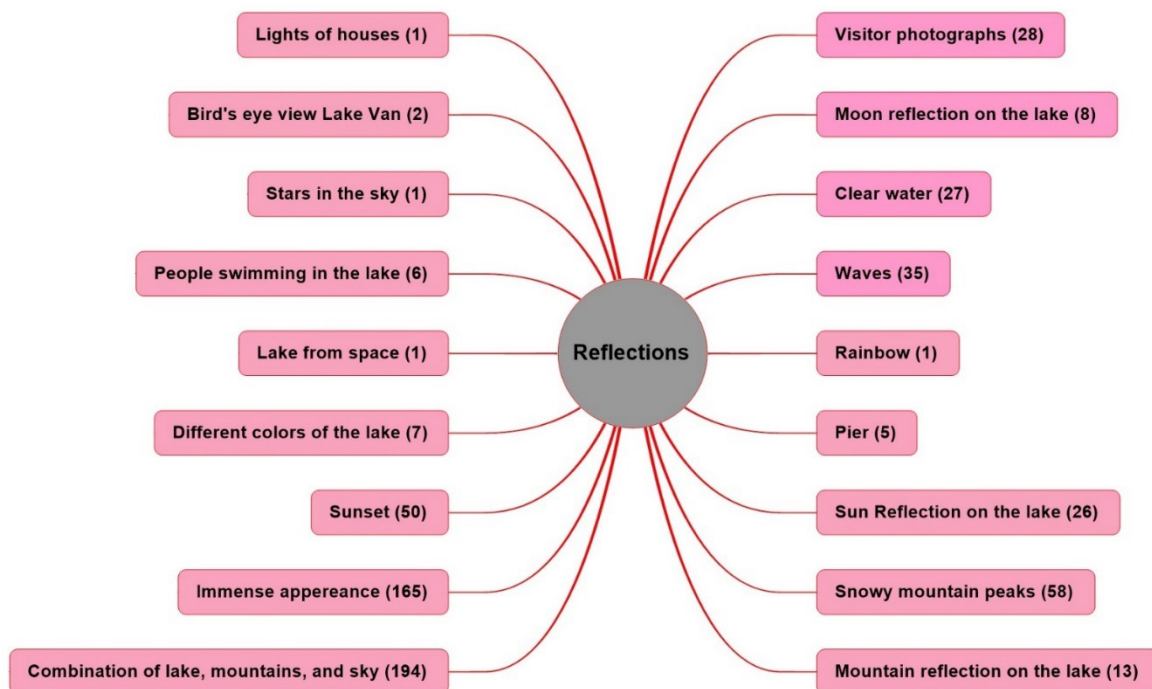 Lights of houses (1)
Bird's eye view Lake Van (2)
Stars in the sky (1)
People swimming in the lake (6)
Lake from space (1)
Different colors of the lake (7)
Sunset (50)
Immense appereance (165)
Combination of lake, mountains, and sky (194)
Reflections
Visitor photographs (28)
Moon reflection on the lake (8)
Clear water (27)
Waves (35)
Rainbow (1)
Pier (5)
Sun Reflection on the lake (26)
Snowy mountain peaks (58)
Mountain reflection on the lake (13)